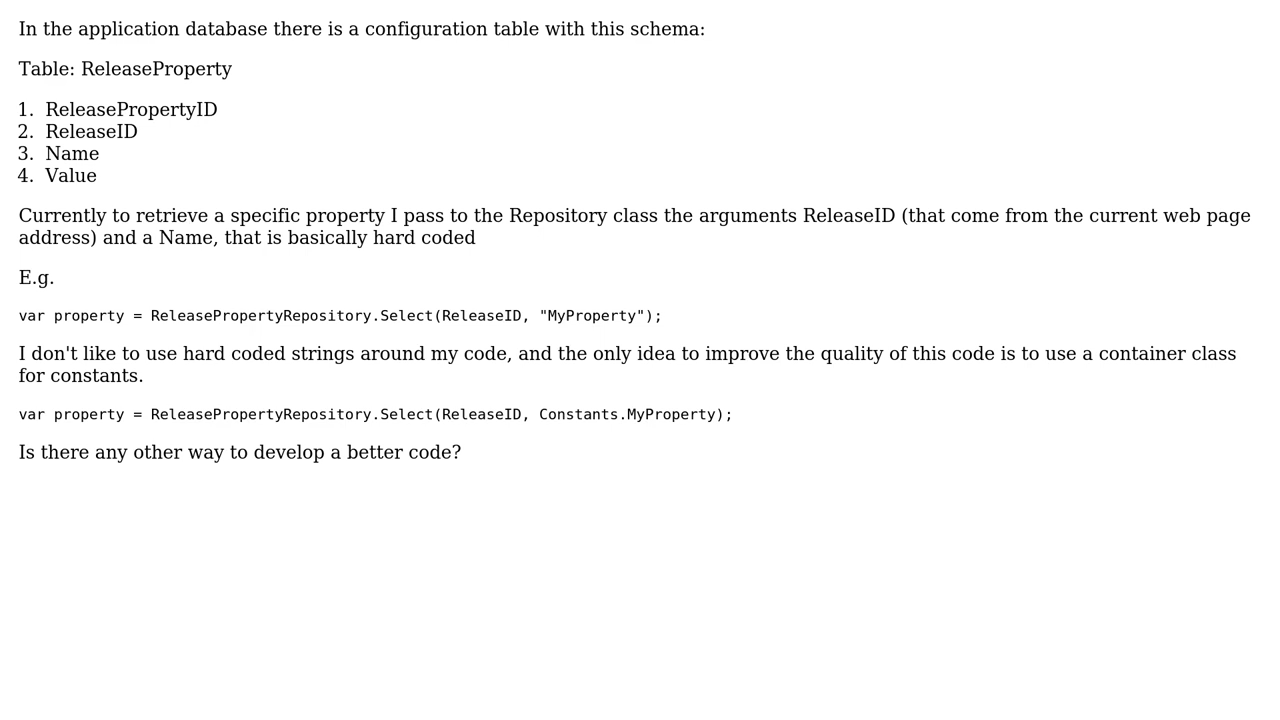 In the application database there is a configuration table with this schema:
Table: ReleaseProperty
1. ReleasePropertyID
2. ReleaseID
3. Name
4. Value
Currently to retrieve a specific property I pass to the Repository class the arguments ReleaseID (that come from the current web page
address) and a Name, that is basically hard coded
E.g.
var property = ReleasePropertyRepository.Select(ReleaseID, "MyProperty");
I don't like to use hard coded strings around my code, and the only idea to improve the quality of this code is to use a container class
for constants.
var property = ReleasePropertyRepository.Select(ReleaseID, Constants.MyProperty);
Is there any other way to develop a better code?